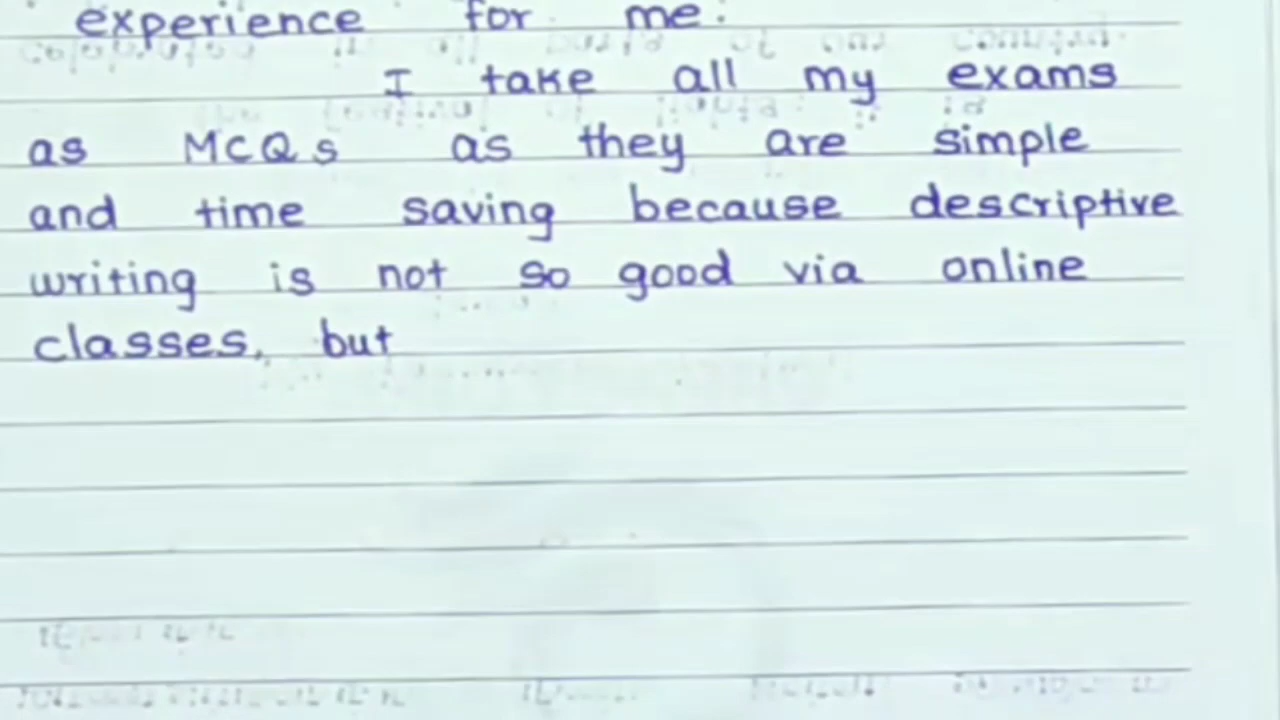 experience for me.
I take all my exams
as MCQs as they are simple
and time saving because descriptive
writing is not so good via online
classes, but